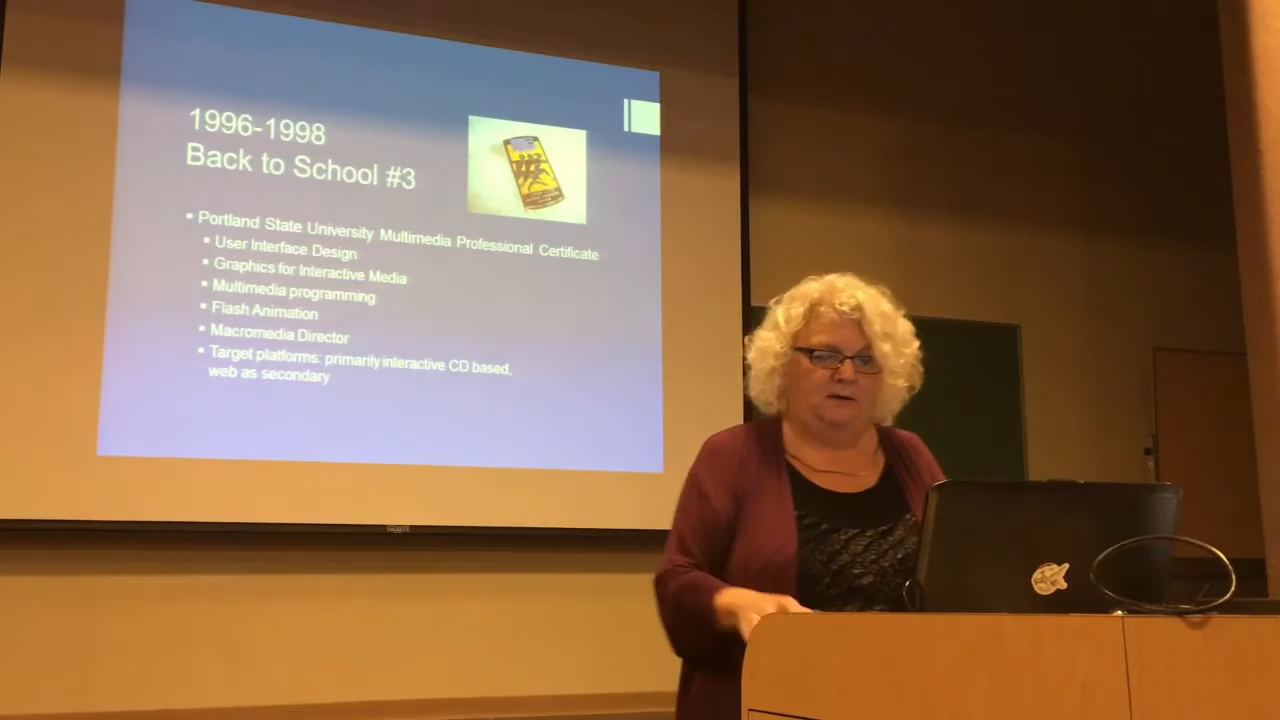 1996-1998
Back to School #3
▪ Portland State University Multimedia Professional Certificate
▪ User Interface Design
▪ Graphics for Interactive Media
▪ Multimedia programming
▪ Flash Animation
▪ Macromedia Director
▪ Target platforms: primarily interactive CD based,
web as secondary